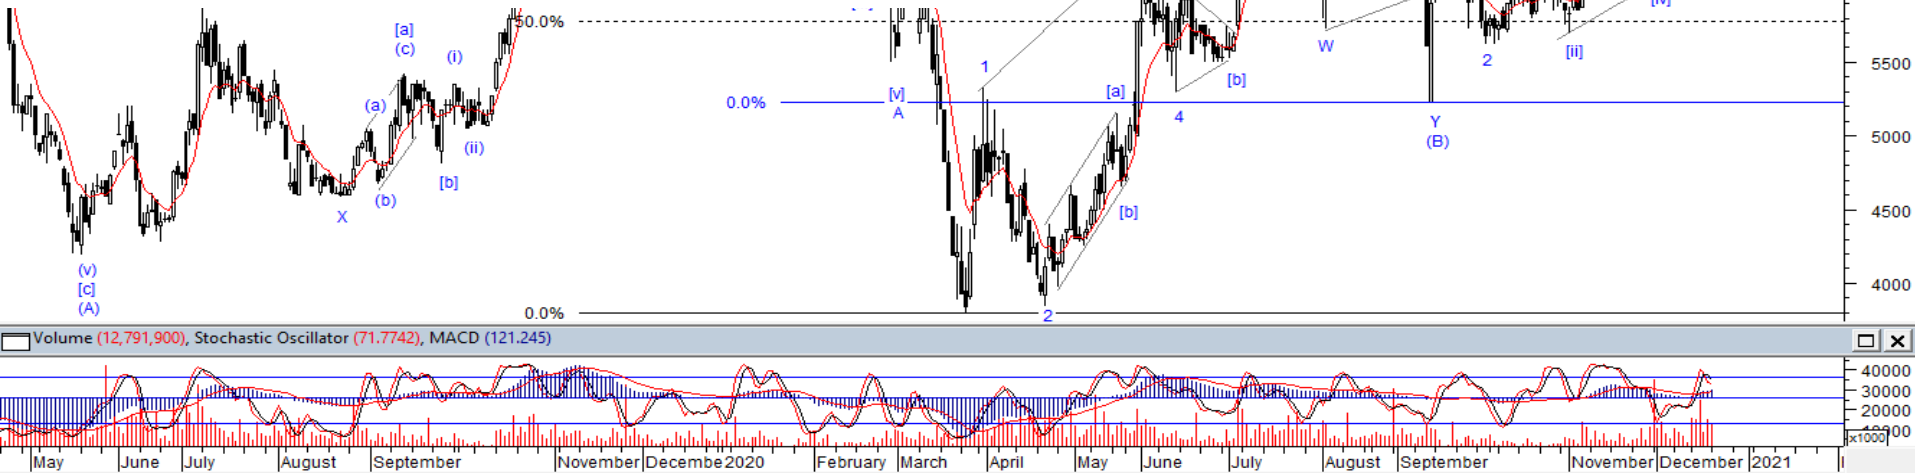 50.0%
[a]
(c)
(i)
(a)
(ii)
[b]
(b)
X
(v)
[c]
(A)
0.0%
[v]
A
0.0%
1
2
[a]
[b]
4
[b]
W
Y
(B)
2
[ii]
5500
5000
4500
4000
Volume (12,791,900), Stochastic Oscillator (71.7742), MACD (121.245)
40000
30000
20000
x1000
May June July August September November Decembe 2020 February March April May June July August September November December 2021